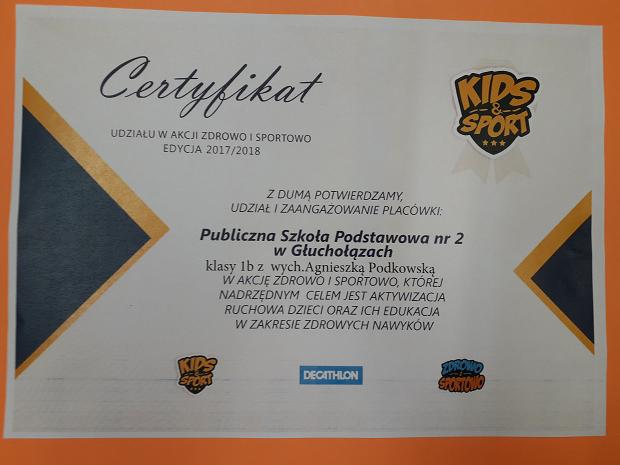 Certyfikat
UDZIAŁU W AKCJI ZDROWO I SPORTOWO
EDYCJA 2017/2018
KIDS
&
SPORT
Z DUMĄ POTWIERDZAMY,
UDZIAŁ I ZAANGAŻOWANIE PLACÓWKI:
Publiczna Szkoła Podstawowa nr 2
w Głuchołązach
klasy 1b z wych.Agnieszką Podkowską
W AKCJĘ ZDROWO I SPORTOWO, KTÓREJ
NADRZĘDNYM CELEM JEST AKTYWIZACJA
RUCHOWA DZIECI ORAZ ICH EDUKACJA
W ZAKRESIE ZDROWYCH NAWYKÓW
KIDS
&
SPORT
DECATHLON
ZDROWO
I
SPORTOWO